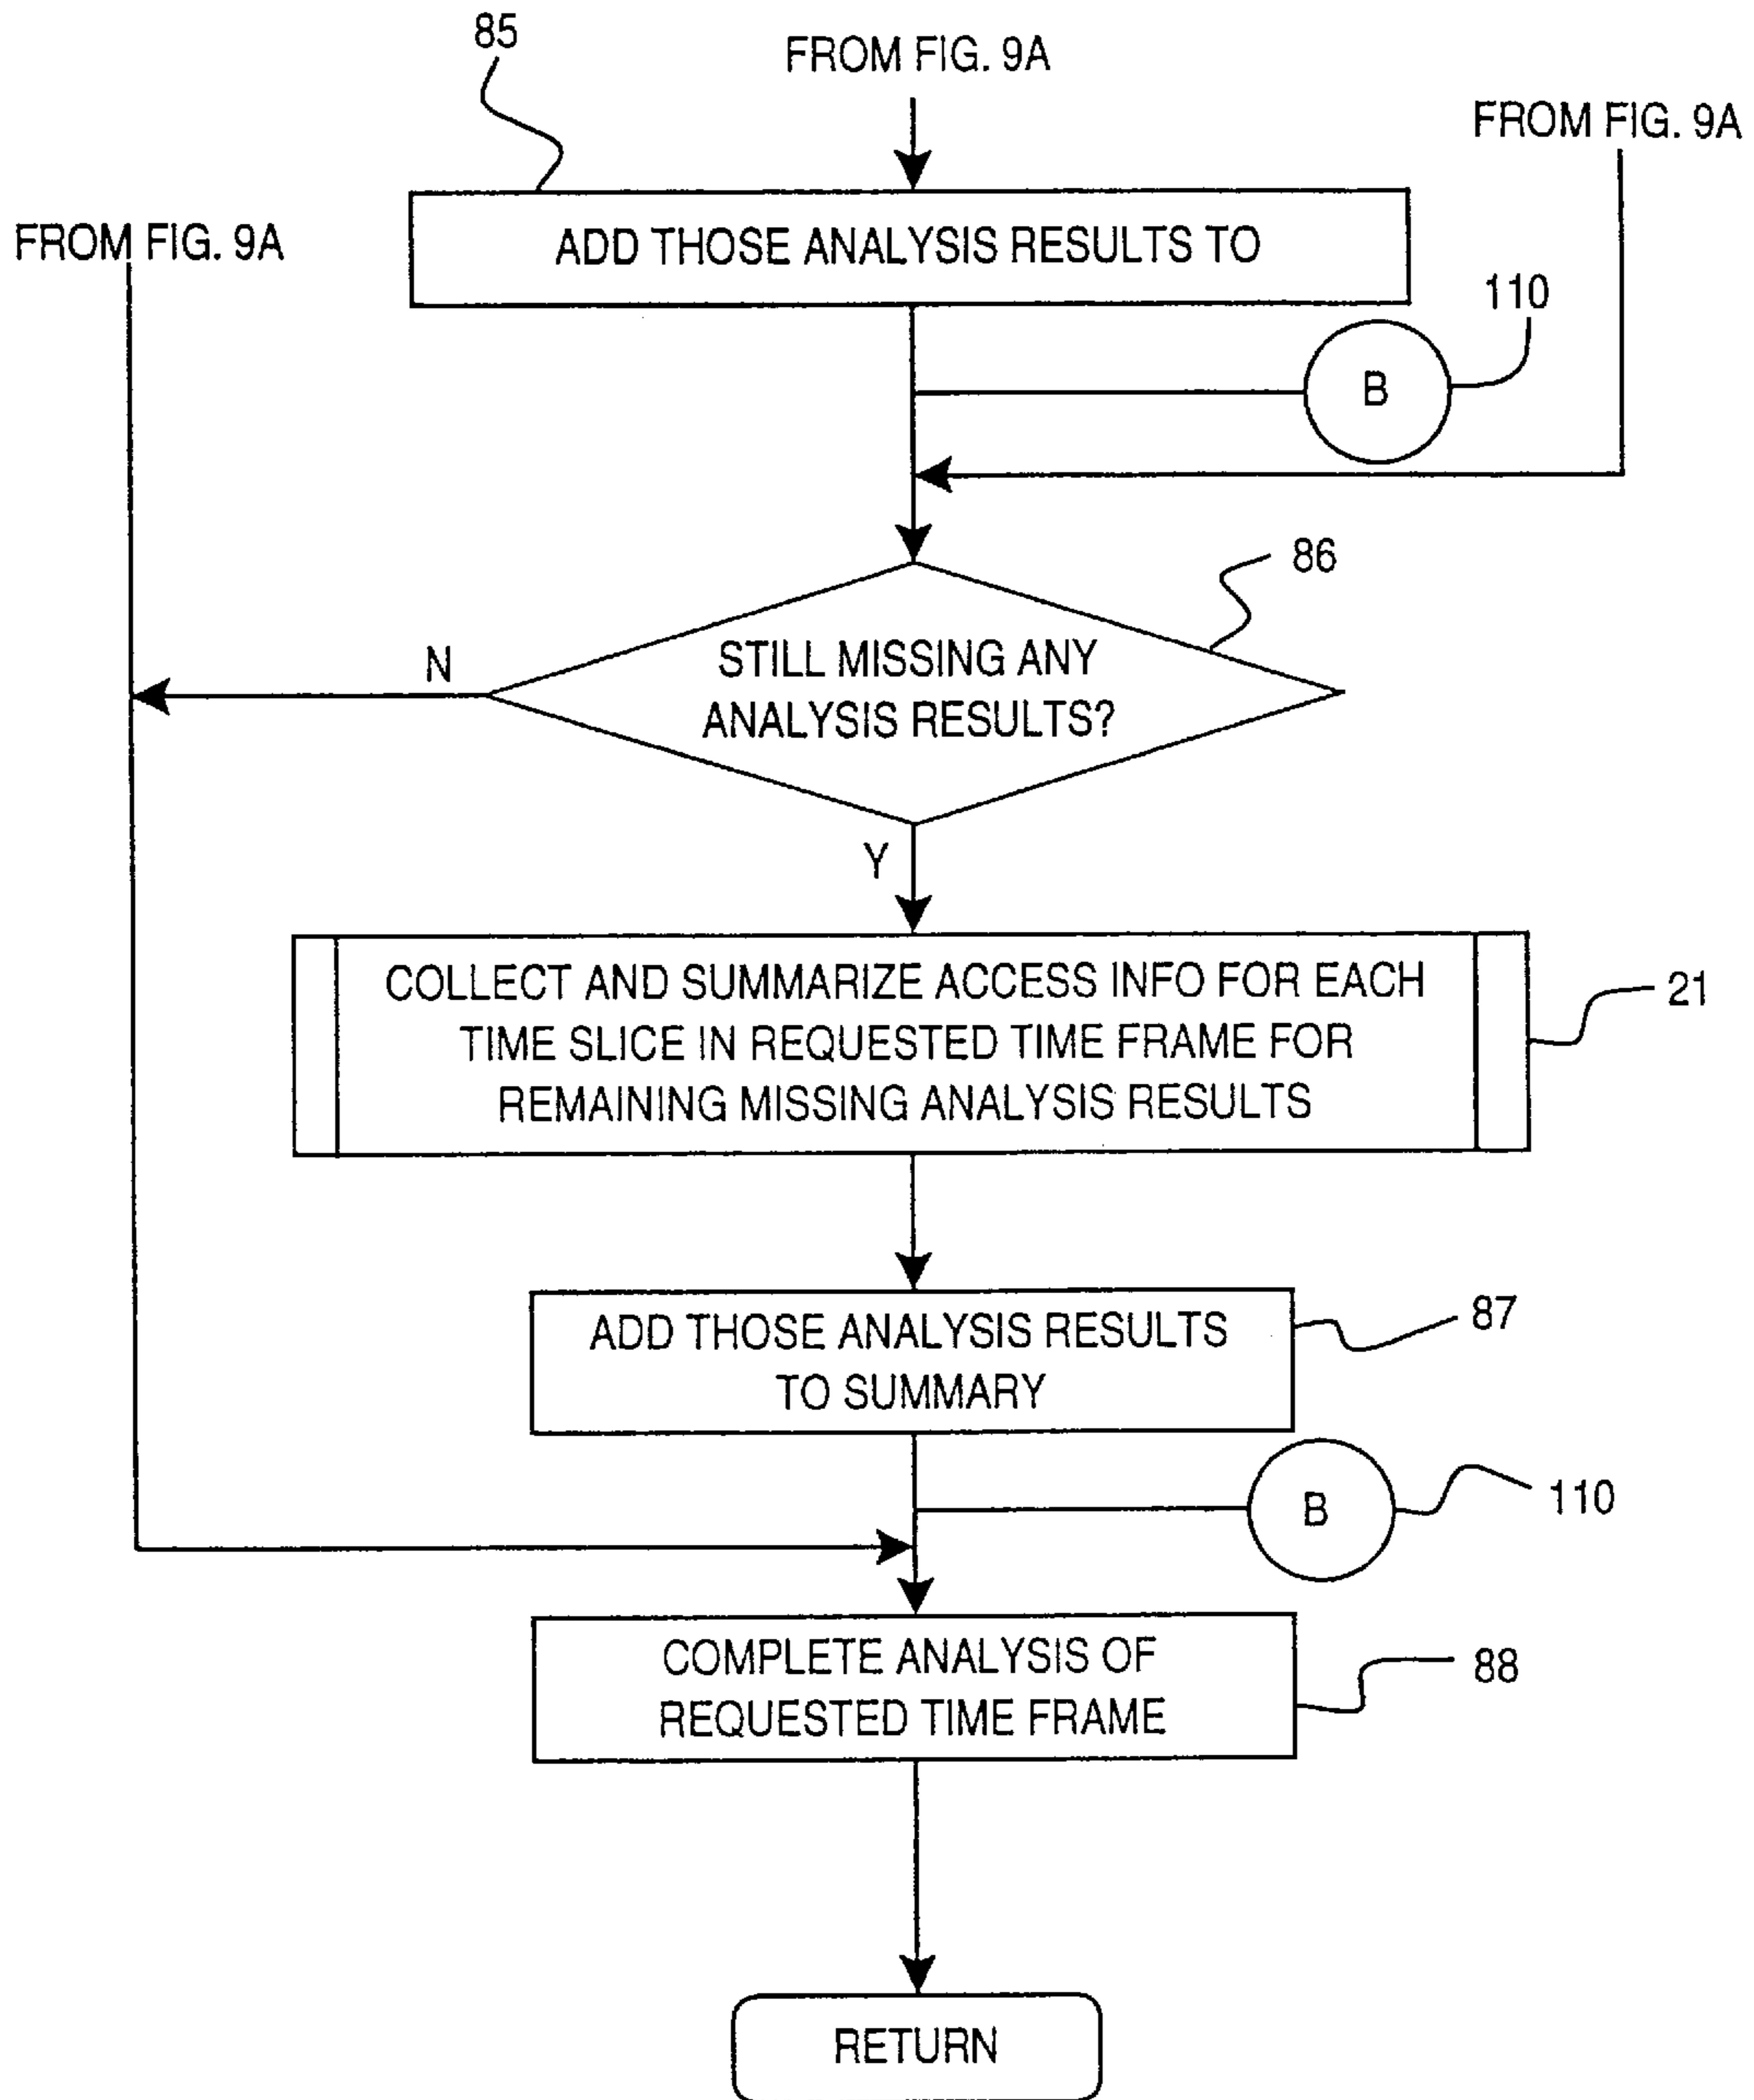 85
FROM FIG. 9A
FROM FIG. 9A
FROM FIG. 9A
ADD THOSE ANALYSIS RESULTS TO
110
B
86
STILL MISSING ANY
ANALYSIS RESULTS?
N
Y
COLLECT AND SUMMARIZE ACCESS INFO FOR EACH
TIME SLICE IN REQUESTED TIME FRAME FOR
REMAINING MISSING ANALYSIS RESULTS
21
ADD THOSE ANALYSIS RESULTS
TO SUMMARY
87
B
110
COMPLETE ANALYSIS OF
REQUESTED TIME FRAME
88
RETURN